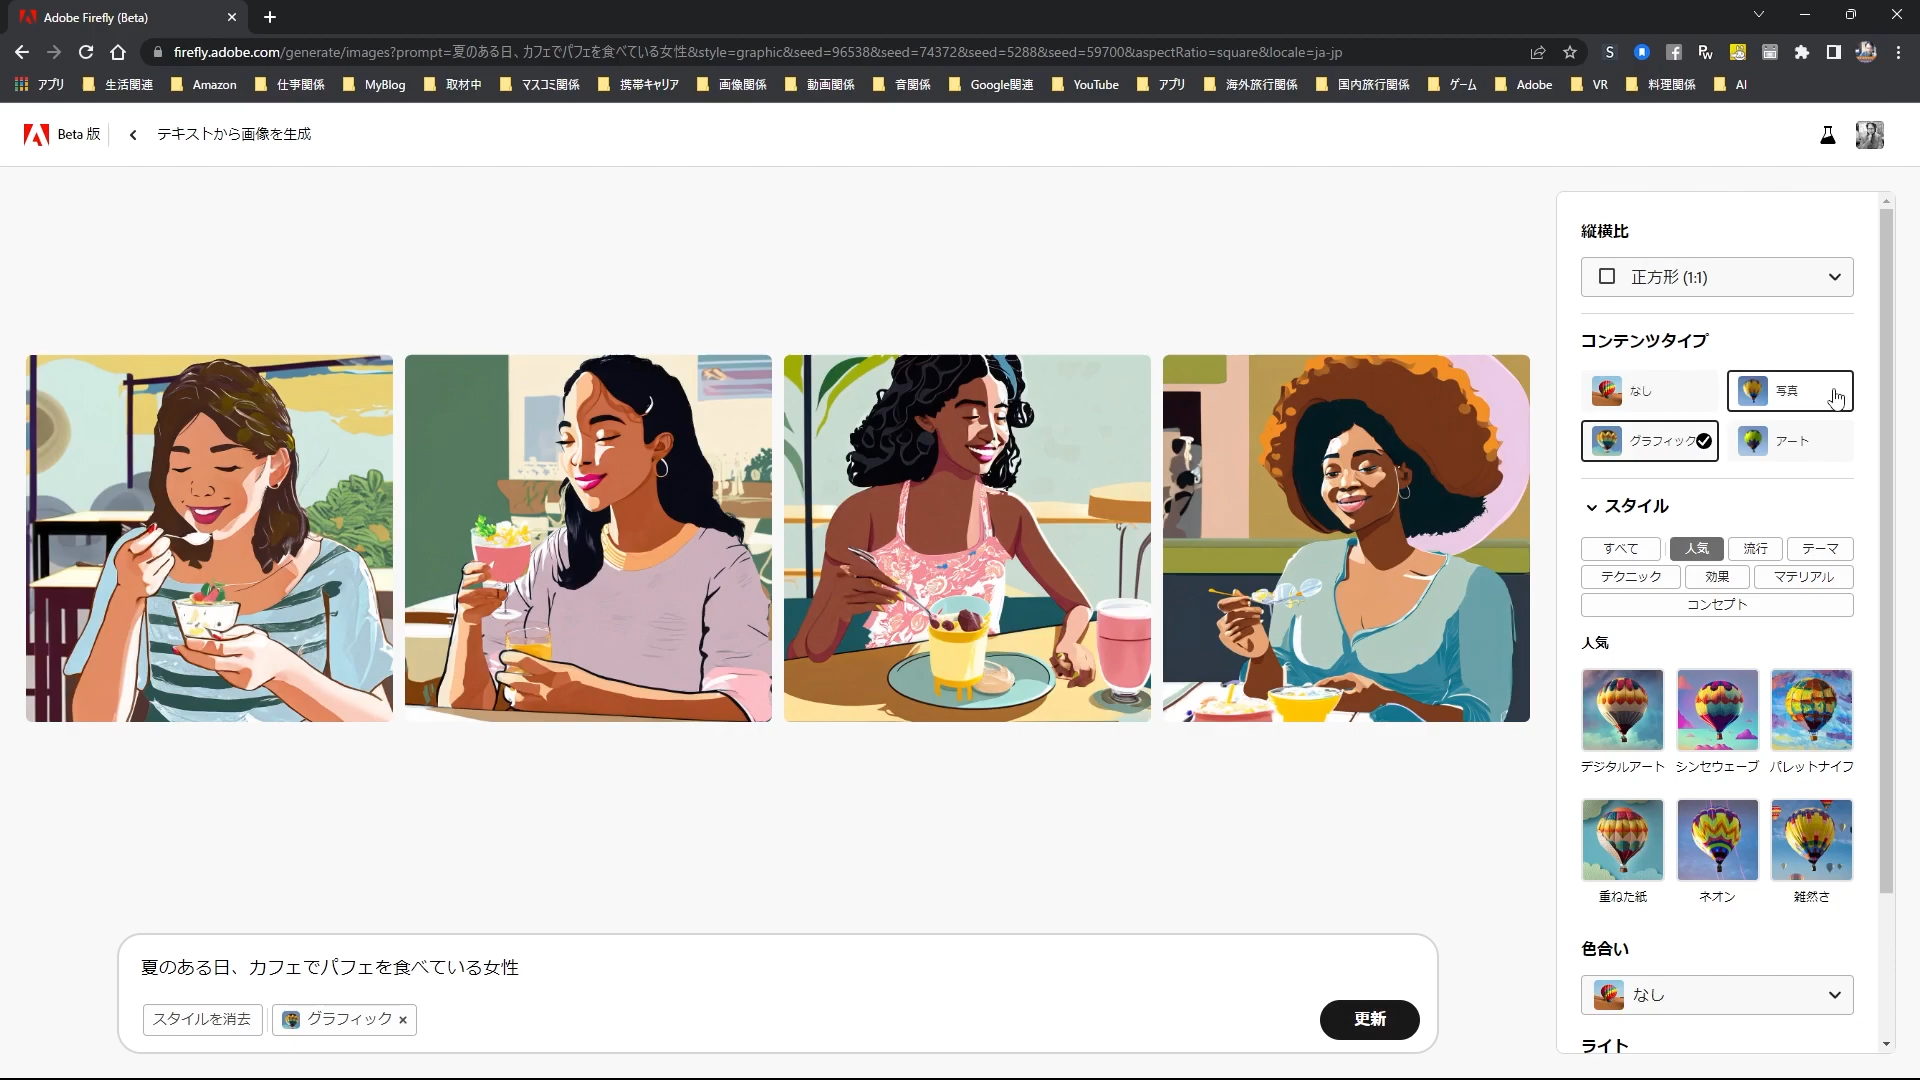 Adobe Firefly (Beta)
firefly.adobe.com/generate/images?prompt=夏のある日、カフェでパフェを食べている女性&style=graphic&seed=96538&seed=74372&seed=5288&seed=59700&aspectRatio=square&locale=ja-jp
アプリ 生活関連 Amazon 仕事関係 MyBlog 取材中 マスコミ関係 携帯キャリア 画像関係 動画関係 音関係 Google関連 YouTube アプリ 海外旅行関係 国内旅行関係 ゲーム Adobe VR 料理関係 AI
Beta 版 テキストから画像を生成
縦横比
正方形 (1:1)
コンテンツタイプ
なし 写真
グラフィック アート
スタイル
すべて 人気 流行 テーマ
テクニック 効果 マテリアル
コンセプト
人気
デジタルアート シンセウェーブ パレットナイフ
重ねた紙 ネオン 雑然さ
色合い
なし
ライト
夏のある日、カフェでパフェを食べている女性
スタイルを消去 グラフィック ×
更新